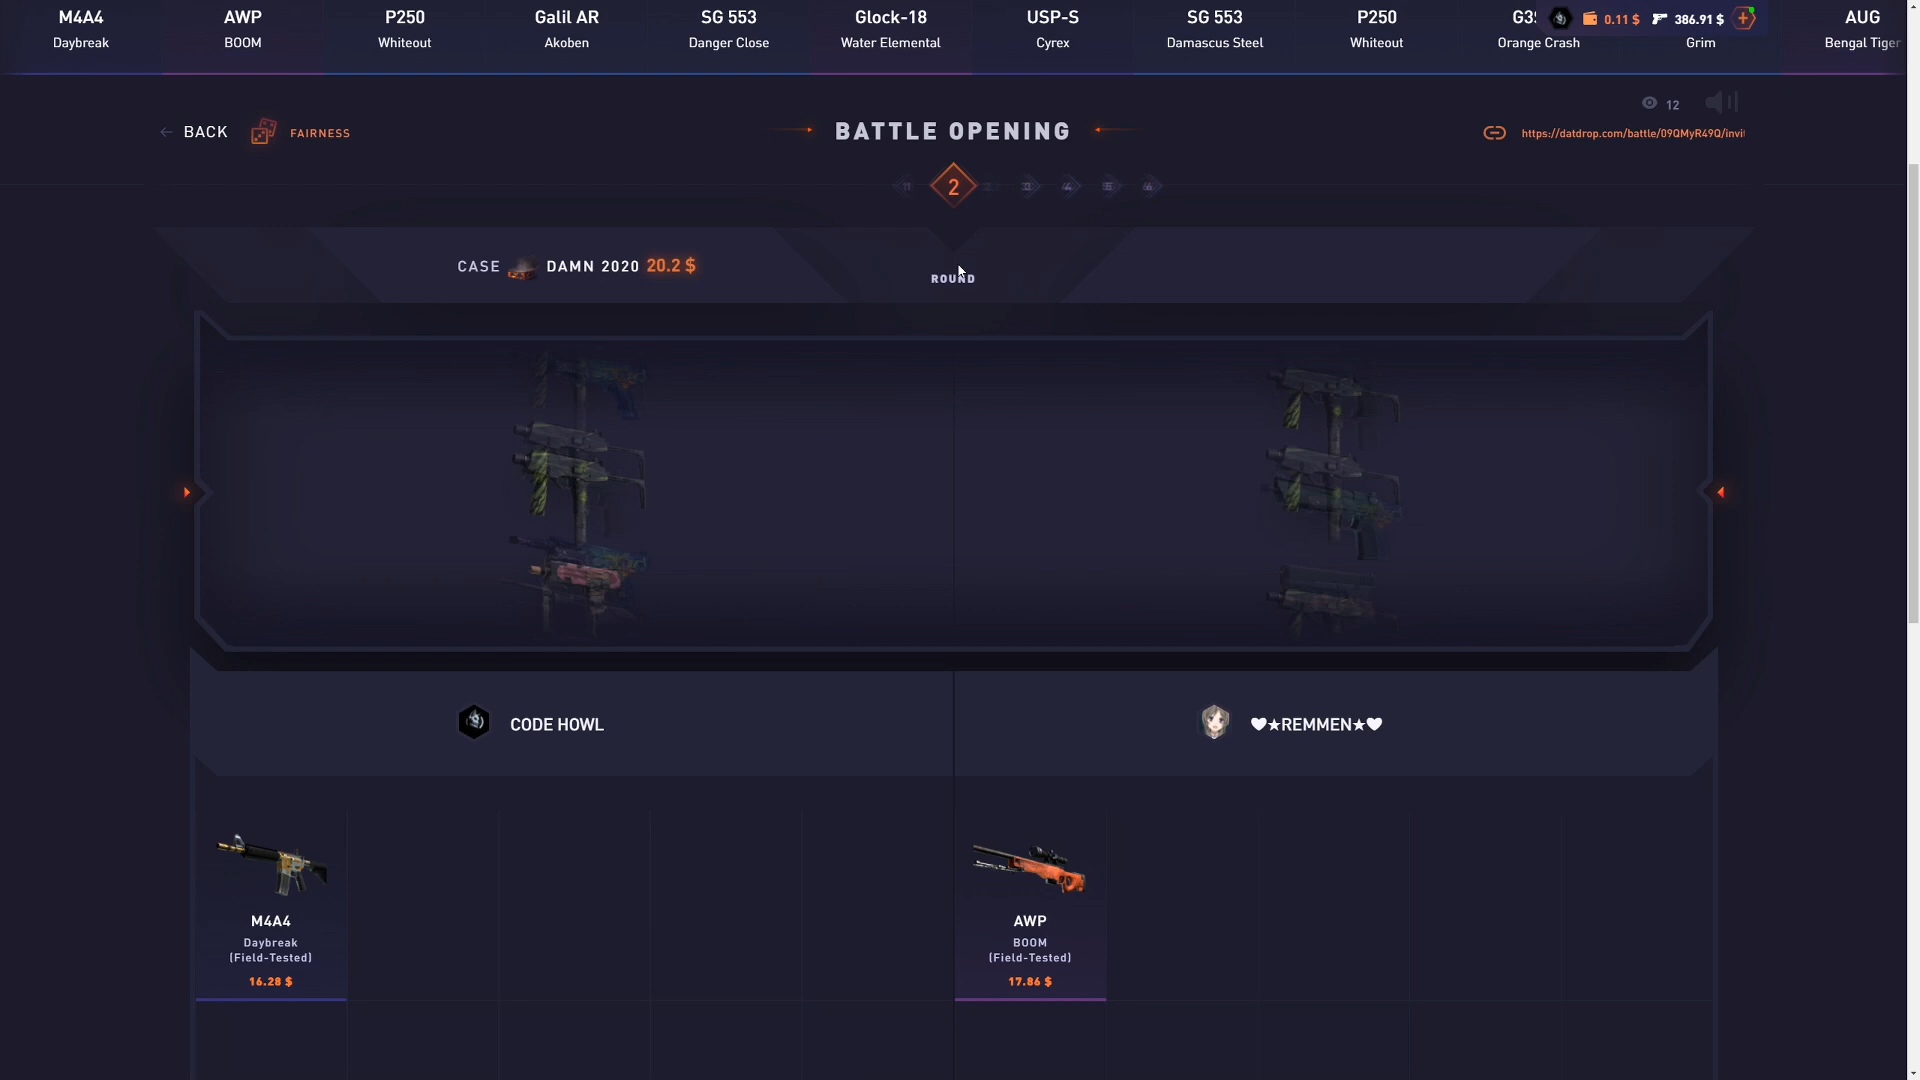 M4A4
Daybreak
AWP
BOOM
P250
Whiteout
Galil AR
Akoben
SG 553
Danger Close
Glock-18
Water Elemental
USP-S
Cyrex
SG 553
Damascus Steel
P250
Whiteout
Orange Crash
Grim
AUG
Bengal Tiger
0.11 $
386.91 $
12
BACK
FAIRNESS
BATTLE OPENING
https://datdrop.com/battle/09QMyR49Q/invi
1 2 3 4 5 6
CASE DAMN 2020 20.2 $
ROUND
CODE HOWL
❤★REMMEN★❤
M4A4
Daybreak
(Field-Tested)
16.28 $
AWP
BOOM
(Field-Tested)
17.86 $